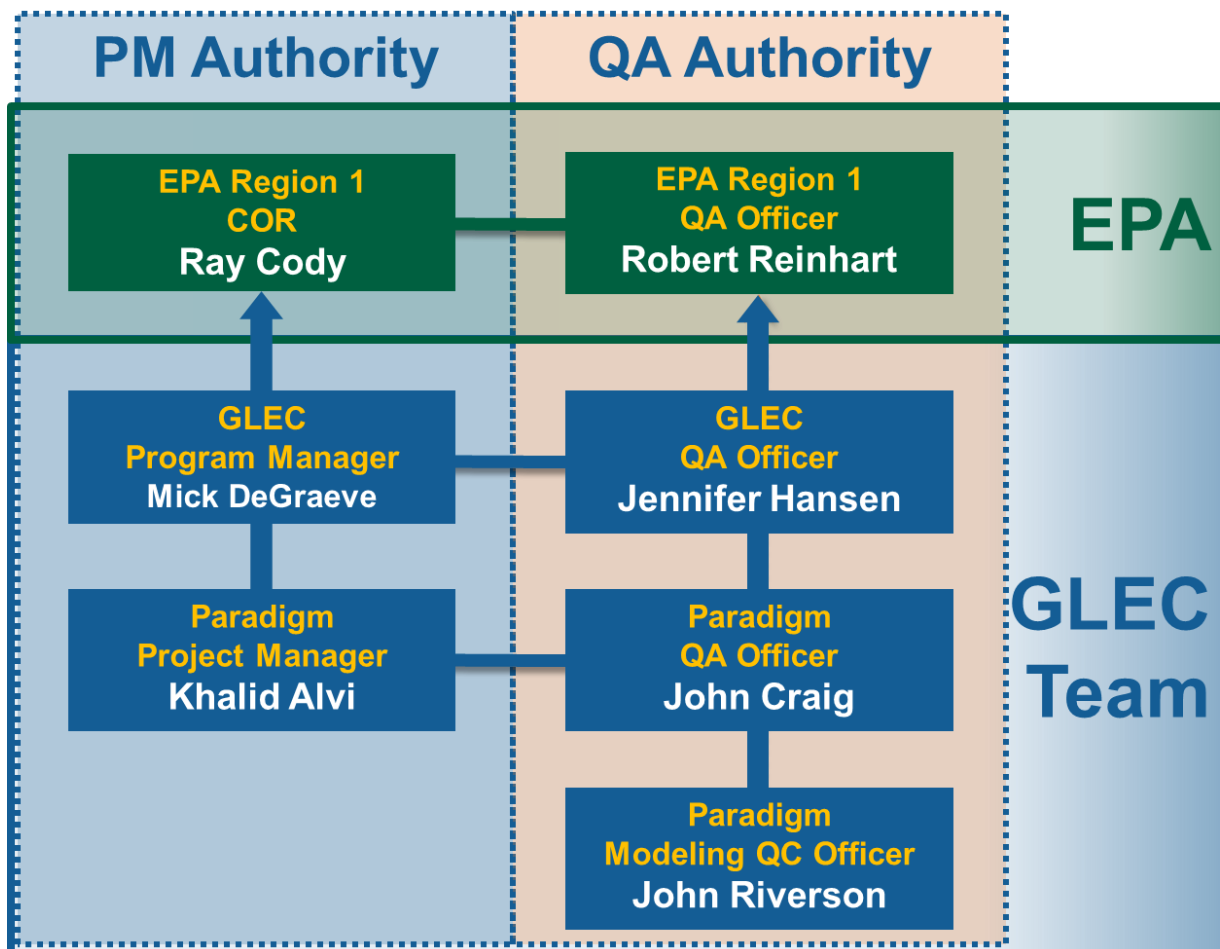 PM Authority
QA Authority
EPA Region 1
COR
Ray Cody
EPA Region 1
QA Officer
Robert Reinhart
EPA
GLEC
Program Manager
Mick DeGraeve
GLEC
QA Officer
Jennifer Hansen
Paradigm
Project Manager
Khalid Alvi
Paradigm
QA Officer
John Craig
GLEC
Team
Paradigm
Modeling QC Officer
John Riverson